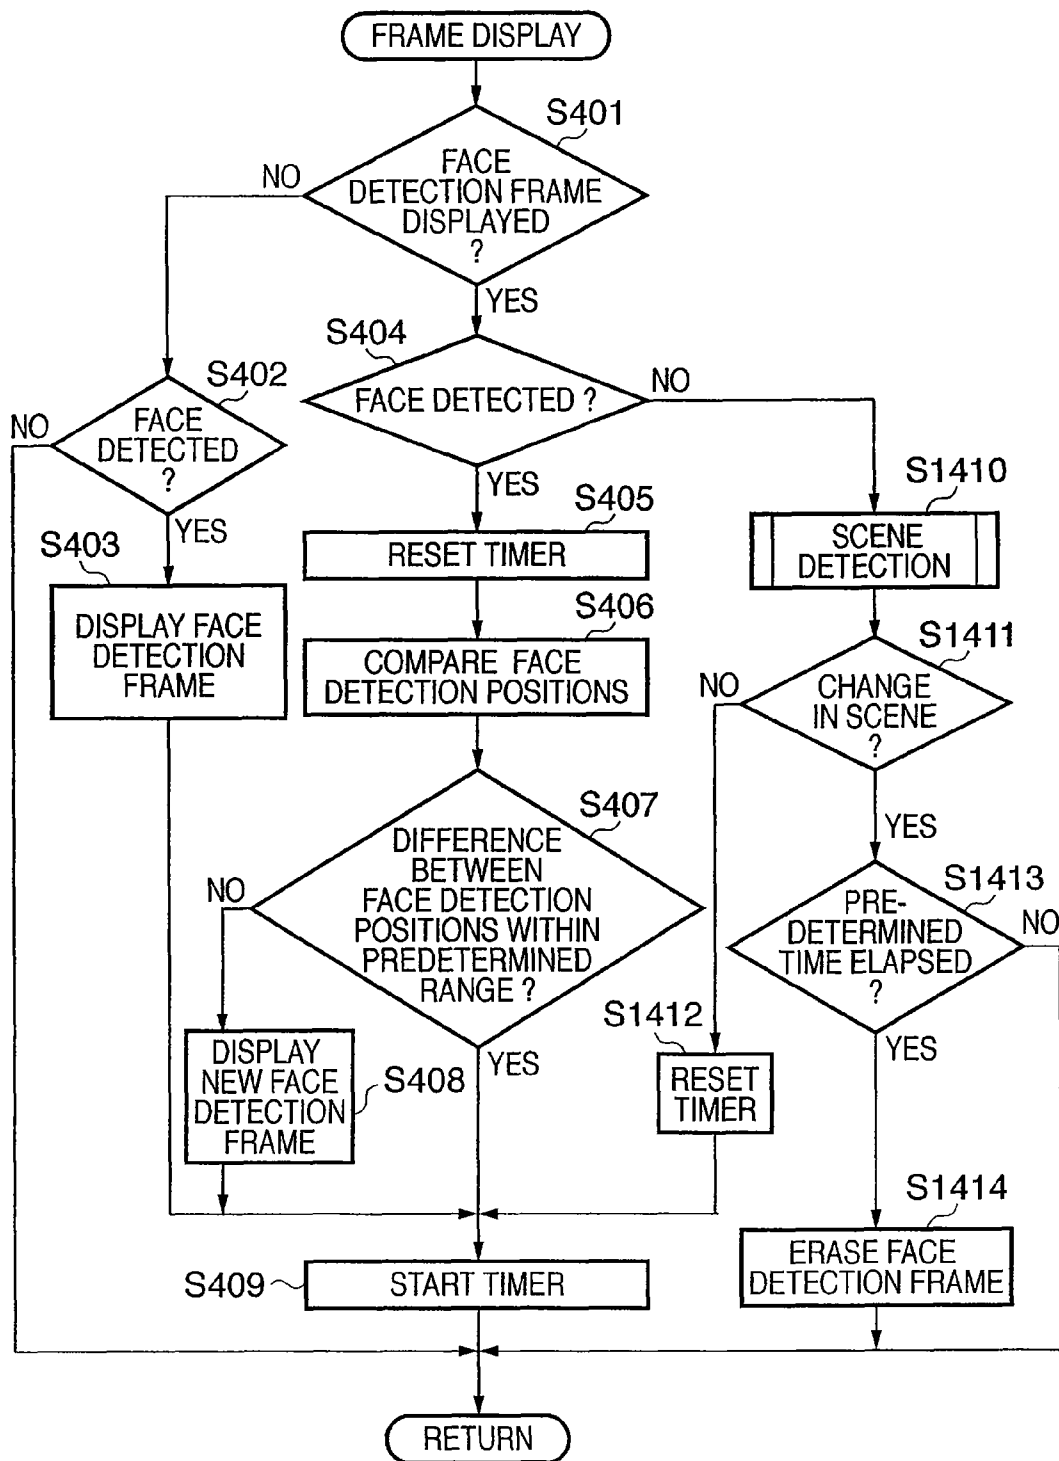 FRAME DISPLAY
S401
FACE
DETECTION FRAME
DISPLAYED
?
NO
YES
S404
FACE DETECTED ?
NO
YES
S402
FACE
DETECTED
?
NO
YES
S403
DISPLAY FACE
DETECTION
FRAME
S405
RESET TIMER
S406
COMPARE FACE
DETECTION POSITIONS
S407
DIFFERENCE
BETWEEN
FACE DETECTION
POSITIONS WITHIN
PREDETERMINED
RANGE ?
NO
YES
DISPLAY
NEW FACE
DETECTION
FRAME
S408
S1410
SCENE
DETECTION
S1411
CHANGE
IN SCENE
?
NO
YES
S1412
RESET
TIMER
S1413
PRE-
DETERMINED
TIME ELAPSED
?
NO
YES
S1414
ERASE FACE
DETECTION FRAME
S409
START TIMER
RETURN